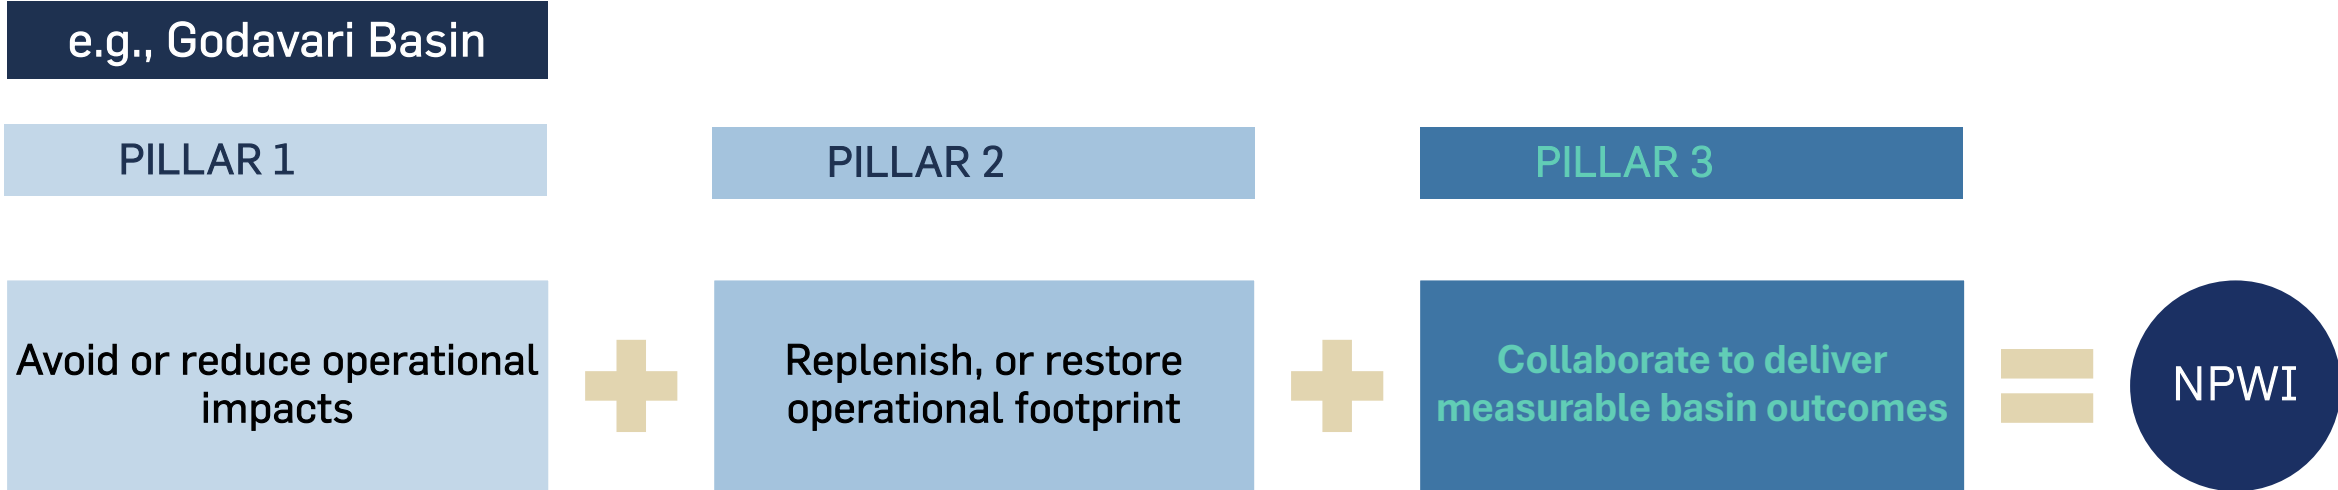 e.g., Godavari Basin
PILLAR 1
PILLAR 2
PILLAR 3
Avoid or reduce operational
impacts
Replenish, or restore
operational footprint
Collaborate to deliver
measurable basin outcomes
NPWI